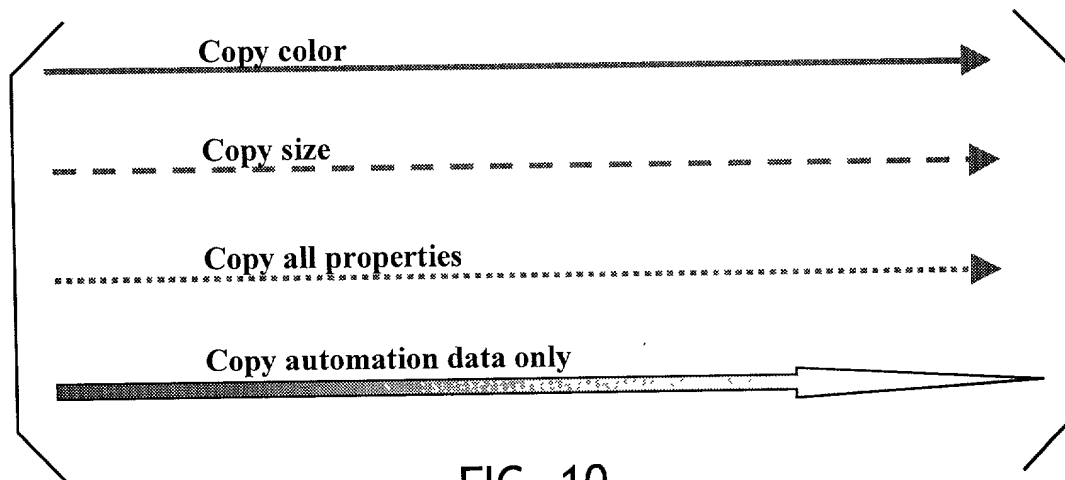 Copy color
Copy size
Copy all properties
Copy automation data only
FIG. 10